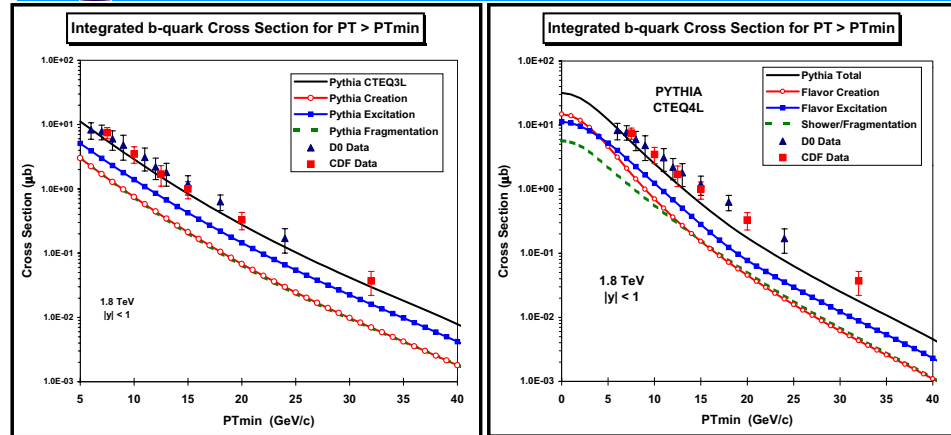 Integrated b-quark Cross Section for PT > PTmin
1.0E+02
1.0E+01
1.0E+00
1.0E-01
1.0E-02
1.0E-03
Cross Section (µb)
Pythia CTEQ3L
Pythia Creation
Pythia Excitation
Pythia Fragmentation
D0 Data
CDF Data
1.8 TeV
|y| < 1
5 10 15 20 25 30 35 40
PTmin (GeV/c)
Integrated b-quark Cross Section for PT > PTmin
1.0E+02
1.0E+01
1.0E+00
1.0E-01
1.0E-02
1.0E-03
Cross Section (µb)
PYTHIA
CTEQ4L
Pythia Total
Flavor Creation
Flavor Excitation
Shower/Fragmentation
D0 Data
CDF Data
1.8 TeV
|y| < 1
0 5 10 15 20 25 30 35 40
PTmin (GeV/c)